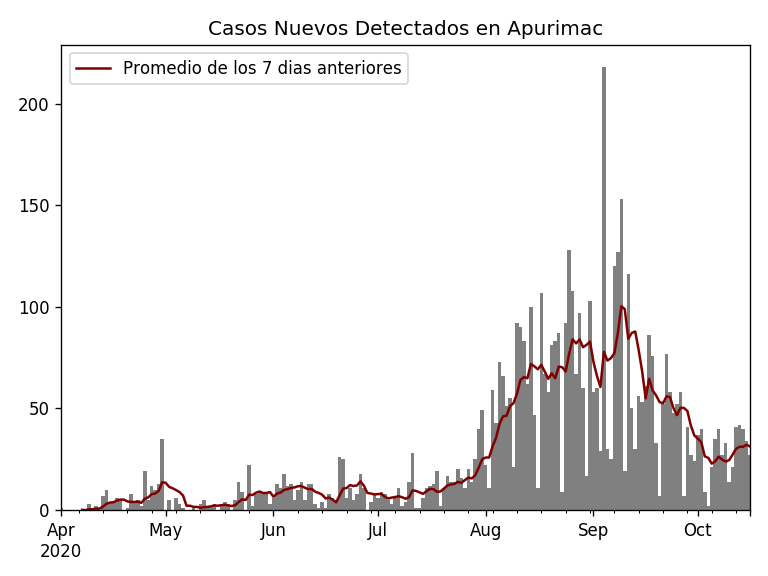 Casos Nuevos Detectados en Apurimac
Promedio de los 7 dias anteriores
200
150
100
50
0
Apr May Jun Jul Aug Sep Oct
2020